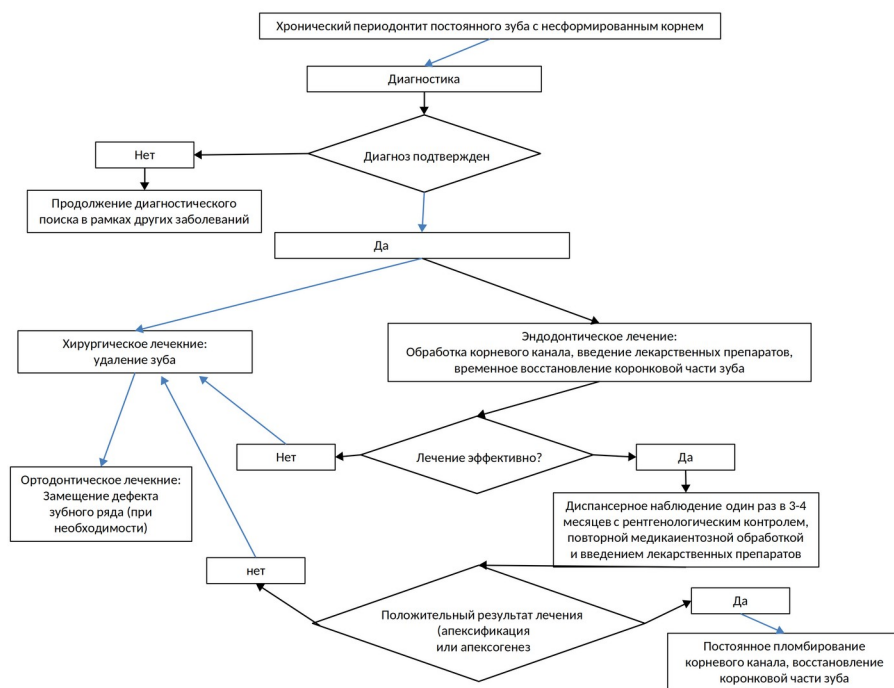 Хронический периодонтит постоянного зуба с несформированным корнем
Диагностика
Диагноз подтвержден
Нет
Продолжение диагностического
поиска в рамках других заболеваний
Да
Хирургическое лечекние:
удаление зуба
Эндодонтическое лечение:
Обработка корневого канала, введение лекарственных препаратов,
временное восстановление коронковой части зуба
Нет
Лечение эффективно?
Да
Ортодонтическое лечекние:
Замещение дефекта
зубного ряда (при
необходимости)
Диспансерное наблюдение один раз в 3-4
месяцев с рентгенологическим контролем,
повторной медикаиентозной обработкой
и введением лекарственных препаратов
нет
Положительный результат лечения
(апексификация
или апексогенез
Да
Постоянное пломбирование
корневого канала, восстановление
коронковой части зуба